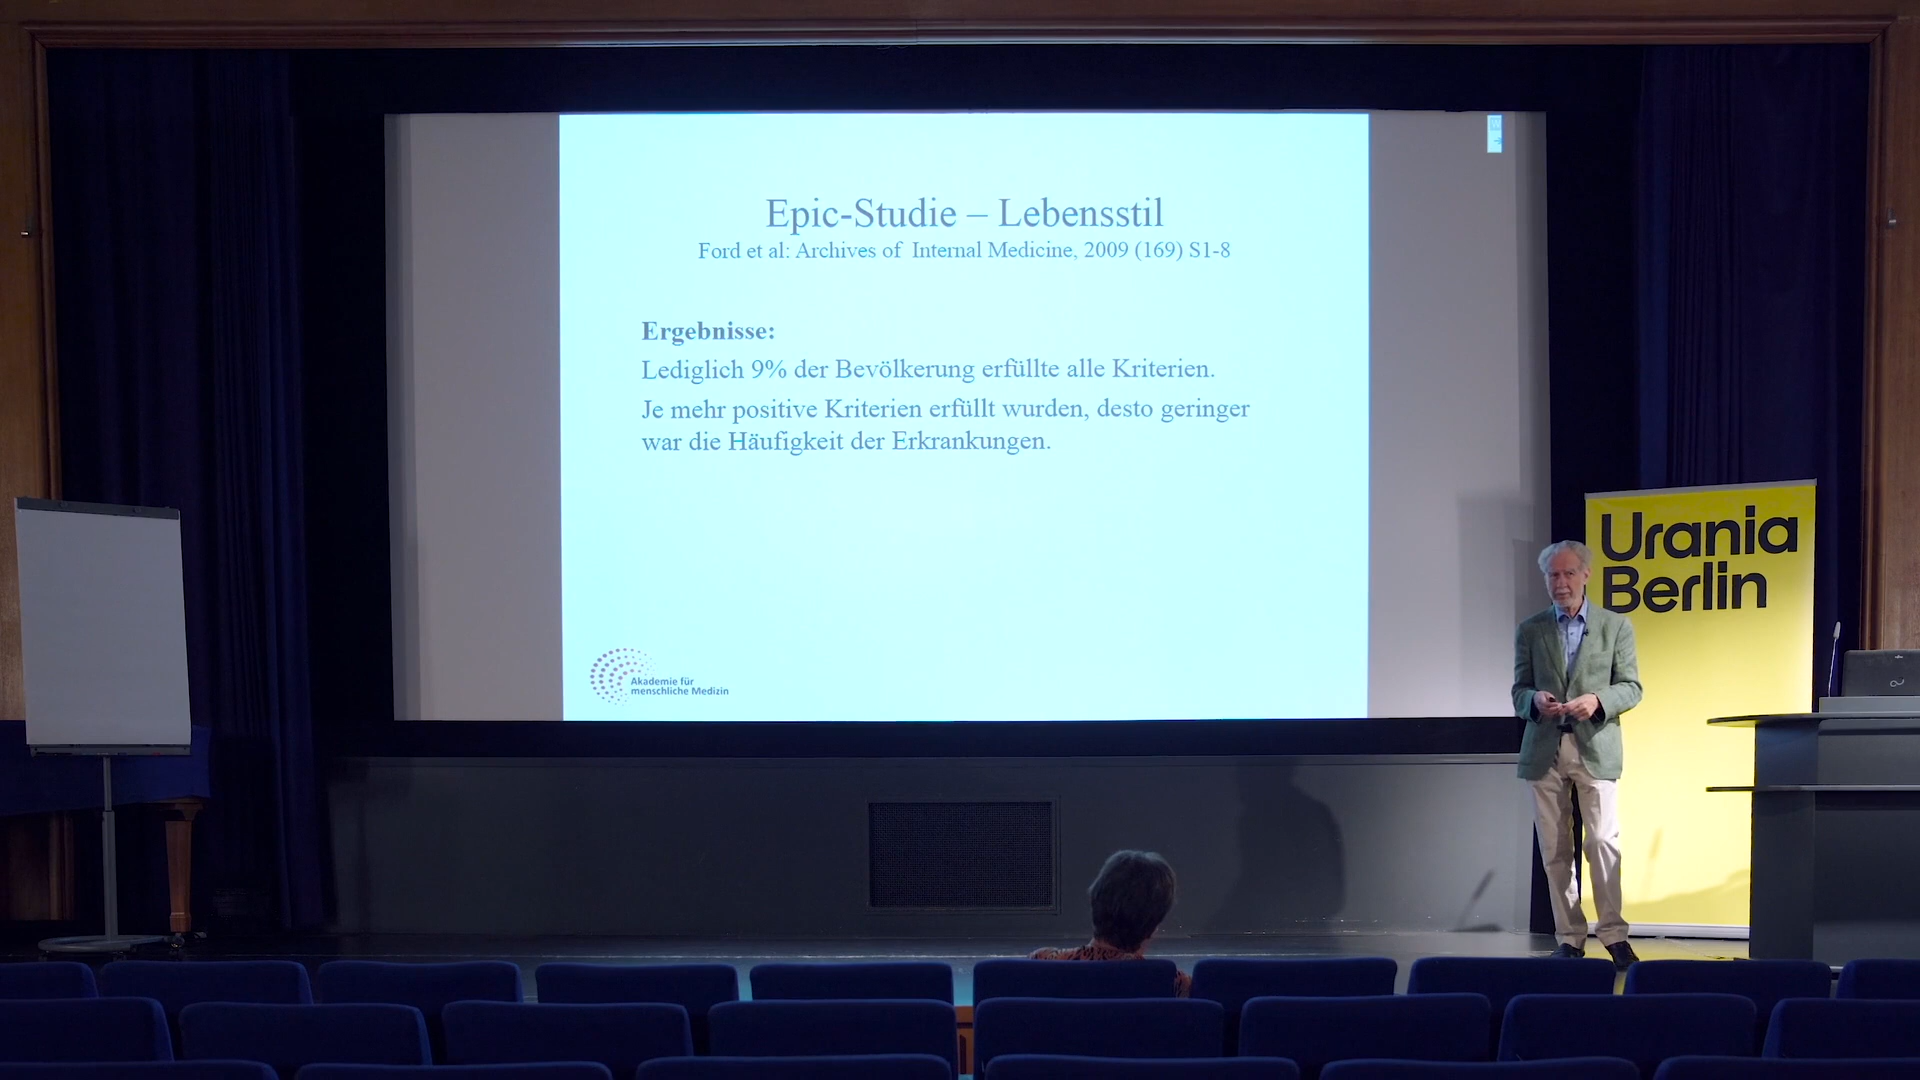 Epic-Studie – Lebensstil
Ford et al: Archives of Internal Medicine, 2009 (169) S1-8
Ergebnisse:
Lediglich 9% der Bevölkerung erfüllte alle Kriterien.
Je mehr positive Kriterien erfüllt wurden, desto geringer
war die Häufigkeit der Erkrankungen.
Akademie für
menschliche Medizin
Urania
Berlin